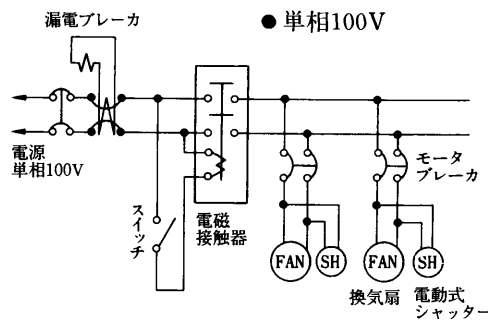 漏電ブレーカ
● 単相100V
電源
単相100V
スイッチ
電磁
接触器
モータ
ブレーカ
FAN
SH
FAN
SH
換気扇
電動式
シャッター